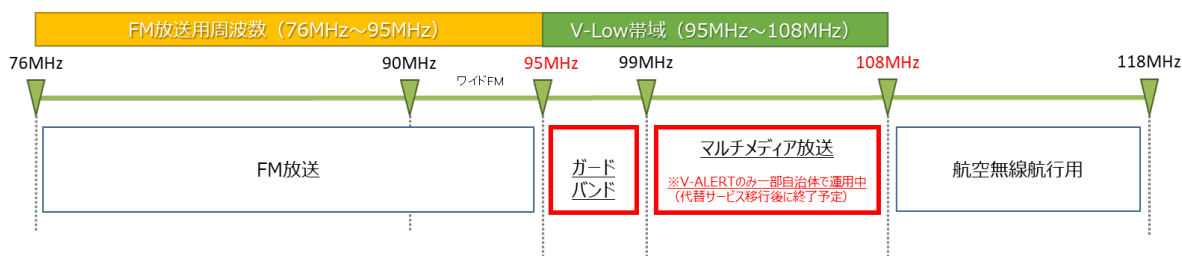 FM放送用周波数（76MHz～95MHz）
V-Low帯域（95MHz～108MHz）
76MHz
90MHz
95MHz
99MHz
108MHz
118MHz
ワイドFM
FM放送
ガード
バンド
マルチメディア放送
※V-ALERTのみ一部自治体で運用中
（代替サービス移行後に終了予定）
航空無線航行用